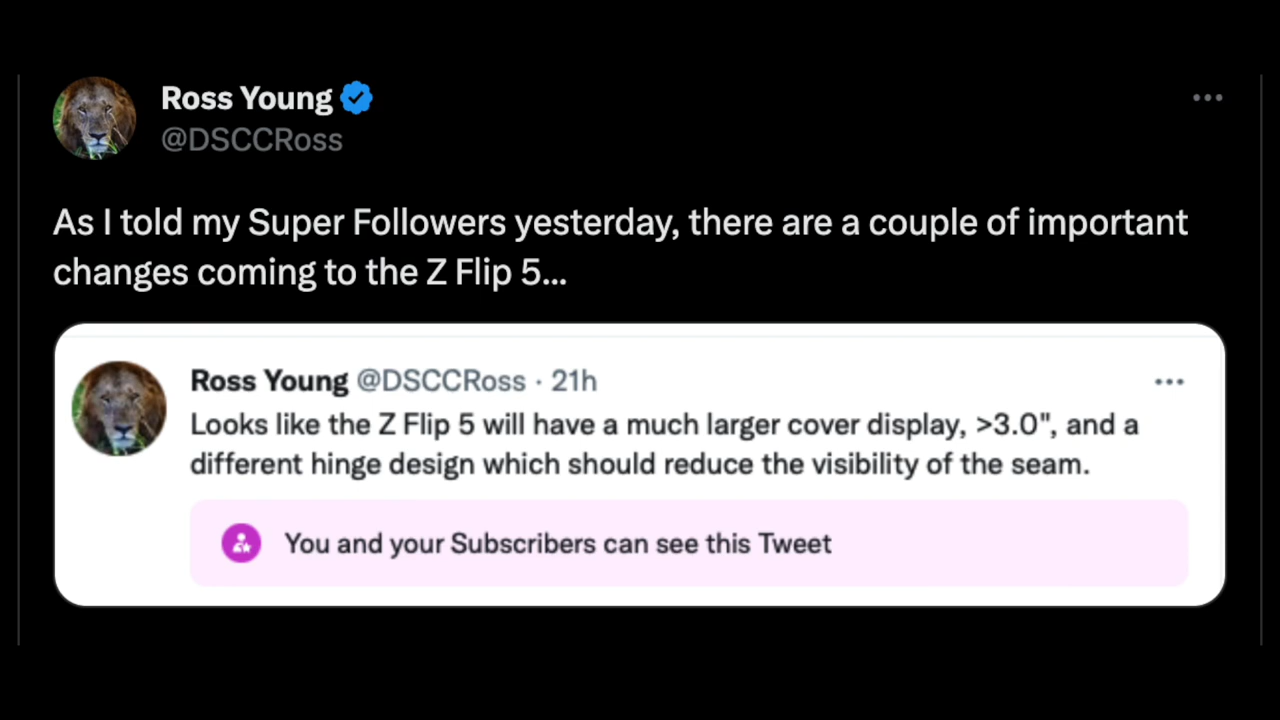 Ross Young
@DSCCRoss
As I told my Super Followers yesterday, there are a couple of important
changes coming to the Z Flip 5...
Ross Young @DSCCRoss · 21h
Looks like the Z Flip 5 will have a much larger cover display, >3.0", and a
different hinge design which should reduce the visibility of the seam.
You and your Subscribers can see this Tweet